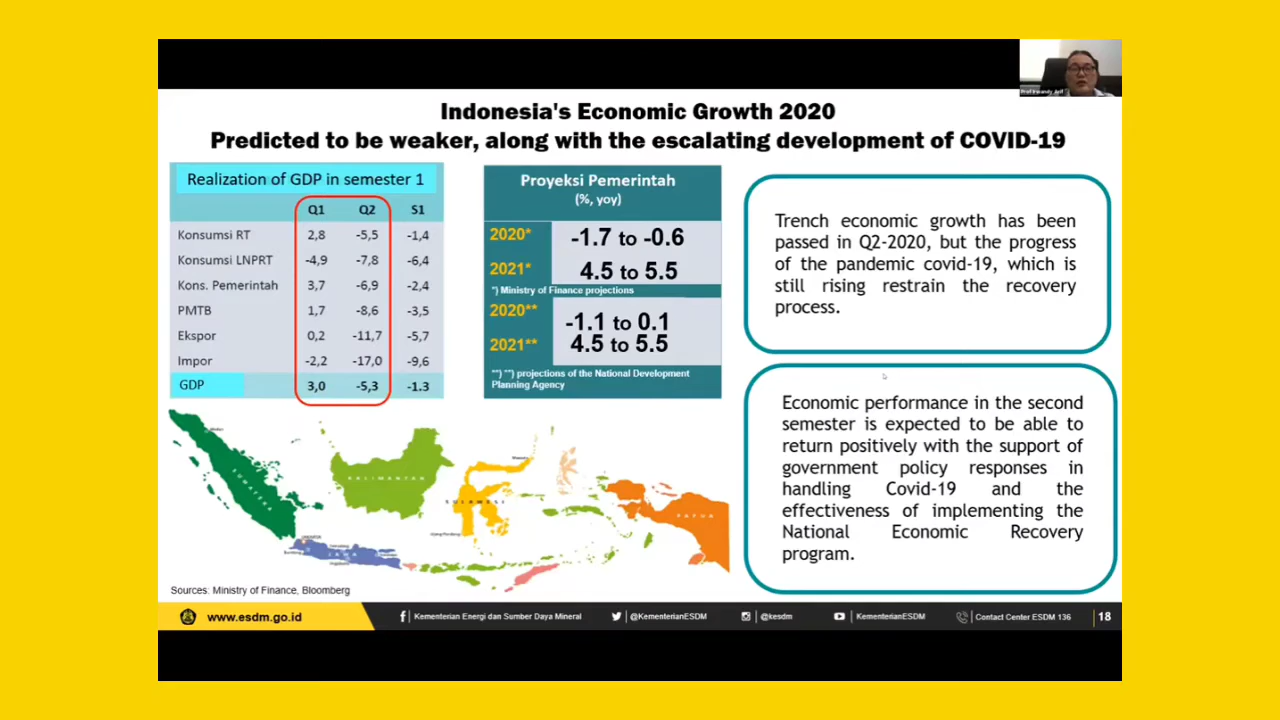 Prof Irwandy Arif
Indonesia's Economic Growth 2020
Predicted to be weaker, along with the escalating development of COVID-19
Realization of GDP in semester 1
Q1 Q2 S1
Konsumsi RT 2,8 -5,5 -1,4
Konsumsi LNPRT -4,9 -7,8 -6,4
Kons. Pemerintah 3,7 -6,9 -2,4
PMTB 1,7 -8,6 -3,5
Ekspor 0,2 -11,7 -5,7
Impor -2,2 -17,0 -9,6
GDP 3,0 -5,3 -1.3
Proyeksi Pemerintah
(%, yoy)
2020* -1.7 to -0.6
2021* 4.5 to 5.5
*) Ministry of Finance projections
2020** -1.1 to 0.1
2021** 4.5 to 5.5
**) **) projections of the National Development
Planning Agency
Trench economic growth has been
passed in Q2-2020, but the progress
of the pandemic covid-19, which is
still rising restrain the recovery
process.
Economic performance in the second
semester is expected to be able to
return positively with the support of
government policy responses in
handling Covid-19 and the
effectiveness of implementing the
National Economic Recovery
program.
SUMATERA
KALIMANTAN
SULAWESI
PAPUA
JAWA
Sources: Ministry of Finance, Bloomberg
www.esdm.go.id
Kementerian Energi dan Sumber Daya Mineral
@KementerianESDM
@kesdm
KementerianESDM
Contact Center ESDM 136
18